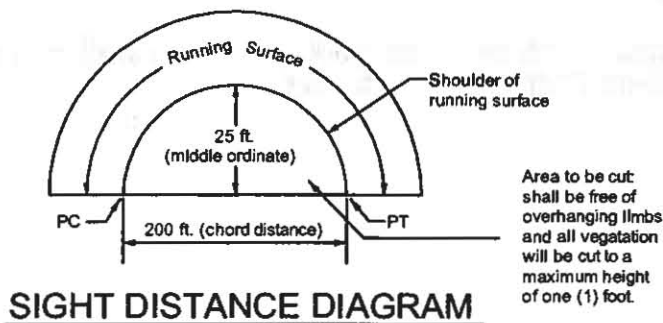 Running Surface
Shoulder of
running surface
25 ft.
(middle ordinate)
PC
PT
200 ft. (chord distance)
Area to be cut
shall be free of
overhanging limbs
and all vegatation
will be cut to a
maximum height
of one (1) foot.
SIGHT DISTANCE DIAGRAM